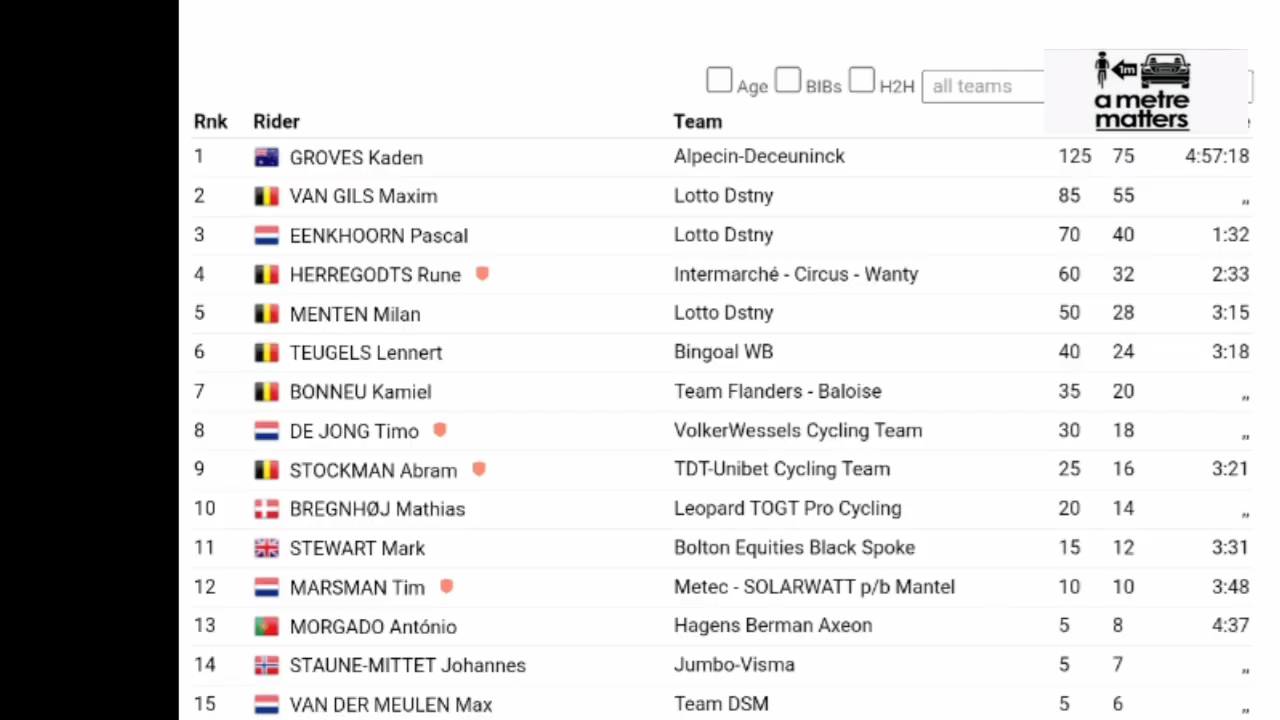 Age BIBs H2H all teams
1m
a metre
matters
Rnk Rider Team
1 GROVES Kaden Alpecin-Deceuninck 125 75 4:57:18
2 VAN GILS Maxim Lotto Dstny 85 55 ,,
3 EENKHOORN Pascal Lotto Dstny 70 40 1:32
4 HERREGODTS Rune Intermarché - Circus - Wanty 60 32 2:33
5 MENTEN Milan Lotto Dstny 50 28 3:15
6 TEUGELS Lennert Bingoal WB 40 24 3:18
7 BONNEU Kamiel Team Flanders - Baloise 35 20 ,,
8 DE JONG Timo VolkerWessels Cycling Team 30 18 ,,
9 STOCKMAN Abram TDT-Unibet Cycling Team 25 16 3:21
10 BREGNHØJ Mathias Leopard TOGT Pro Cycling 20 14 ,,
11 STEWART Mark Bolton Equities Black Spoke 15 12 3:31
12 MARSMAN Tim Metec - SOLARWATT p/b Mantel 10 10 3:48
13 MORGADO António Hagens Berman Axeon 5 8 4:37
14 STAUNE-MITTET Johannes Jumbo-Visma 5 7 ,,
15 VAN DER MEULEN Max Team DSM 5 6 ,,